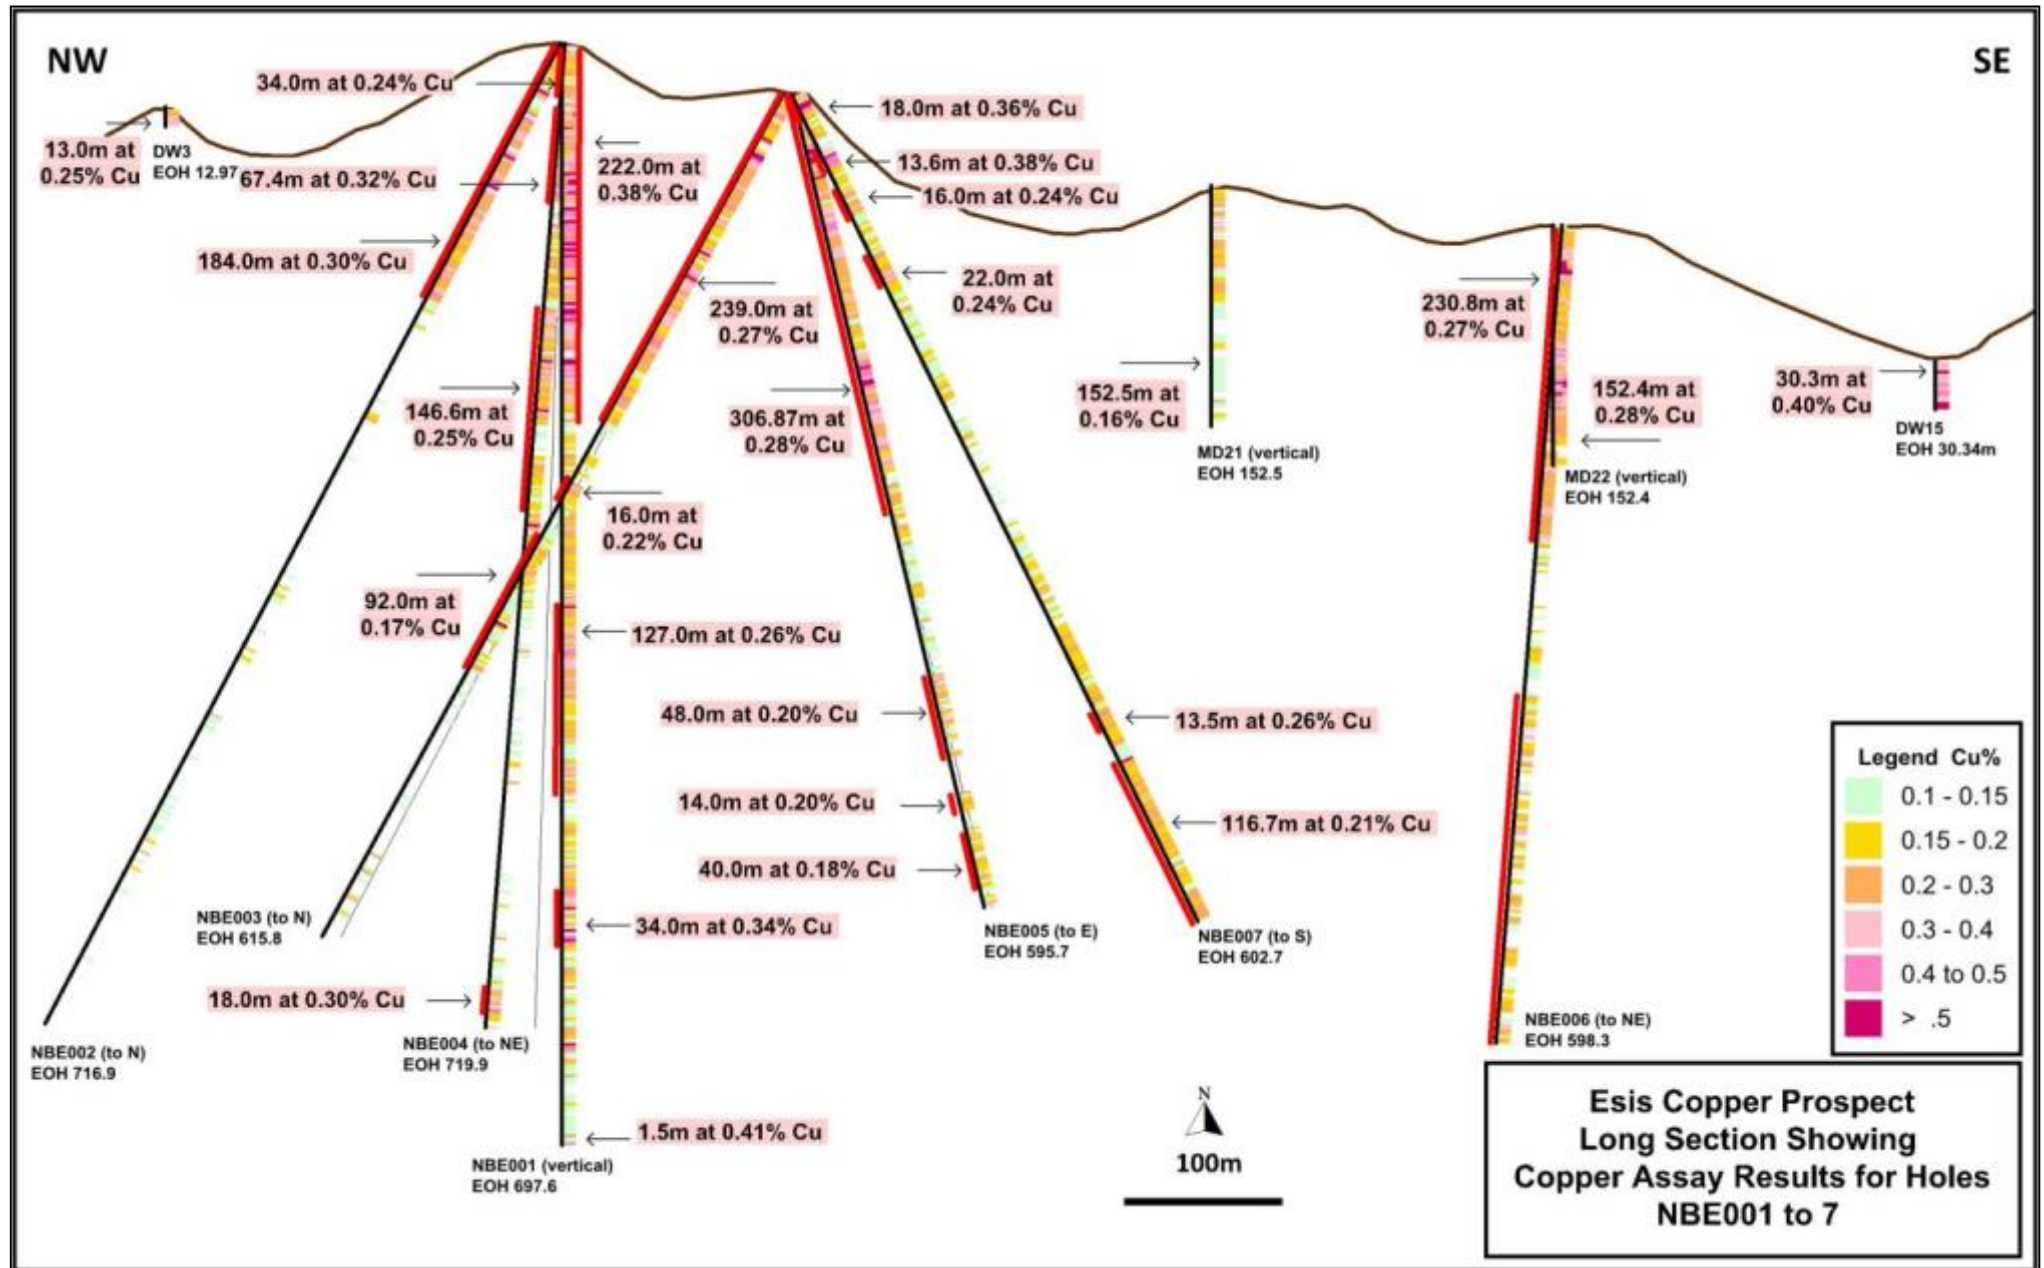 NW
SE
34.0m at 0.24% Cu
13.0m at
0.25% Cu
DW3
EOH 12.97
67.4m at 0.32% Cu
222.0m at
0.38% Cu
184.0m at 0.30% Cu
18.0m at 0.36% Cu
13.6m at 0.38% Cu
16.0m at 0.24% Cu
22.0m at
0.24% Cu
239.0m at
0.27% Cu
306.87m at
0.28% Cu
146.6m at
0.25% Cu
16.0m at
0.22% Cu
92.0m at
0.17% Cu
127.0m at 0.26% Cu
152.5m at
0.16% Cu
MD21 (vertical)
EOH 152.5
230.8m at
0.27% Cu
152.4m at
0.28% Cu
MD22 (vertical)
EOH 152.4
30.3m at
0.40% Cu
DW15
EOH 30.34m
48.0m at 0.20% Cu
13.5m at 0.26% Cu
14.0m at 0.20% Cu
116.7m at 0.21% Cu
40.0m at 0.18% Cu
34.0m at 0.34% Cu
NBE003 (to N)
EOH 615.8
NBE005 (to E)
EOH 595.7
NBE007 (to S)
EOH 602.7
18.0m at 0.30% Cu
NBE002 (to N)
EOH 716.9
NBE004 (to NE)
EOH 719.9
NBE006 (to NE)
EOH 598.3
1.5m at 0.41% Cu
NBE001 (vertical)
EOH 697.6
N
100m
Legend Cu%
0.1 - 0.15
0.15 - 0.2
0.2 - 0.3
0.3 - 0.4
0.4 to 0.5
> .5
Esis Copper Prospect
Long Section Showing
Copper Assay Results for Holes
NBE001 to 7